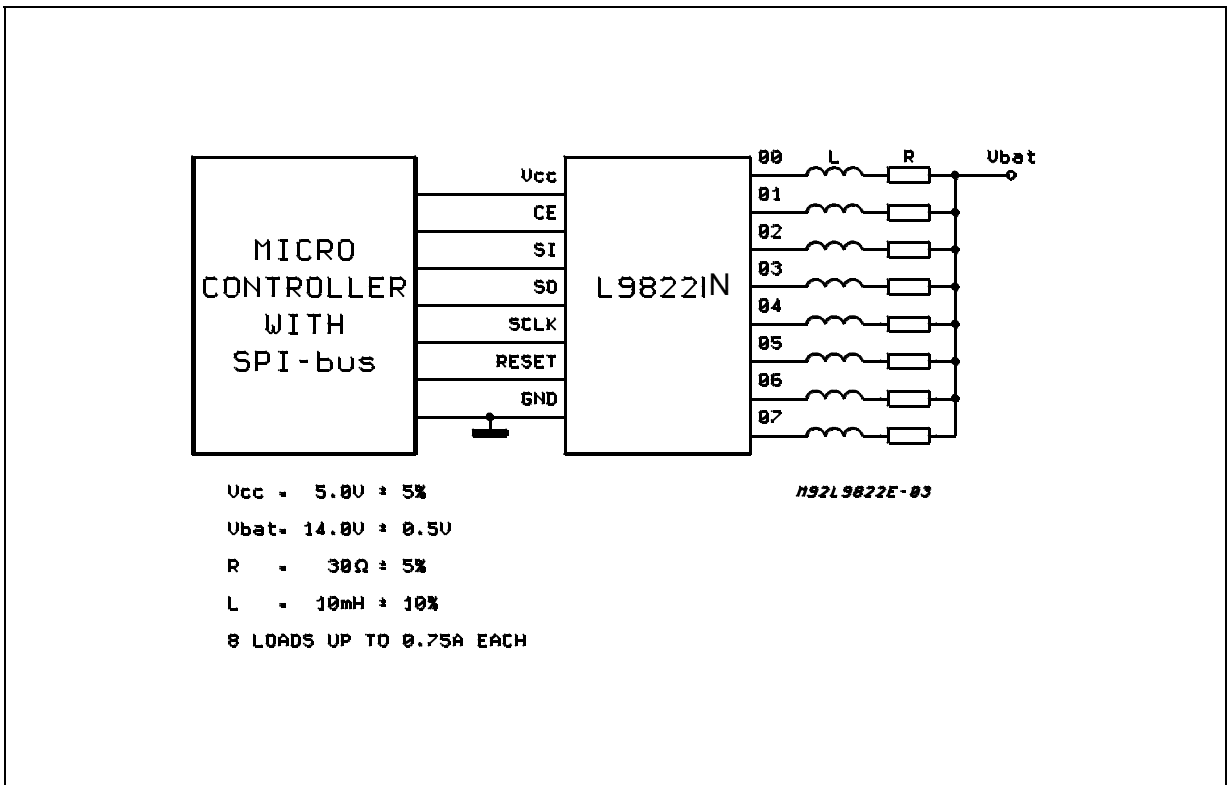 00 L R Vbat
Vcc
01
CE
02
MICRO
CONTROLLER
WITH
SPI-bus
SI
03
SO
L9822IN
04
SCLK
05
RESET
06
GND
07
Vcc = 5.0V ± 5%
Vbat= 14.0V ± 0.5V
R = 30Ω ± 5%
L = 10mH ± 10%
8 LOADS UP TO 0.75A EACH
M92L9822E-03